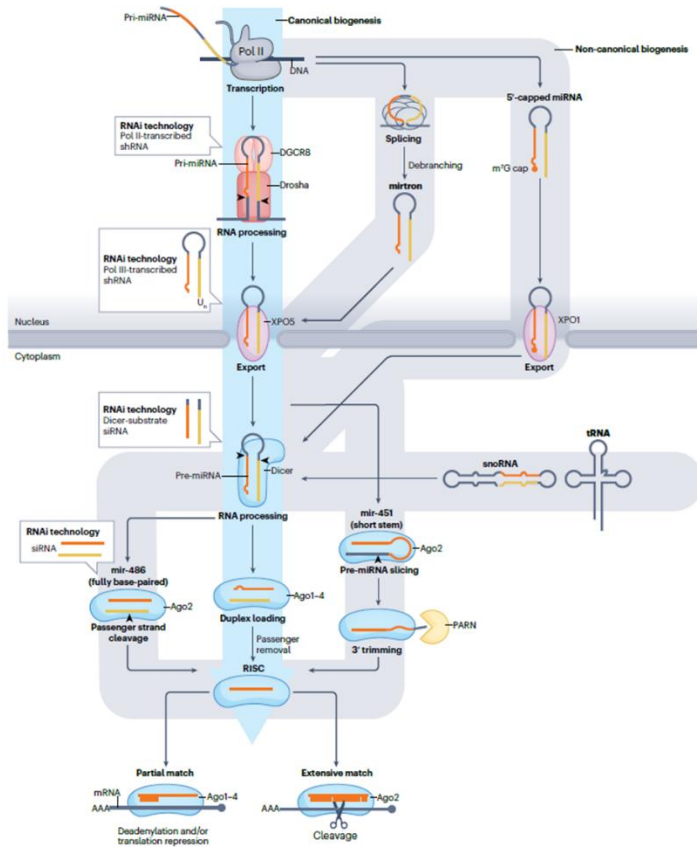 Pri-miRNA
Canonical biogenesis
Pol II
DNA
Non-canonical biogenesis
Transcription
5′-capped miRNA
RNAi technology
Pol II-transcribed
shRNA
DGCR8
Pri-miRNA
Drosha
Splicing
Debranching
mirtron
m⁷G cap
RNA processing
RNAi technology
Pol III-transcribed
shRNA
Uₙ
Nucleus
XPO5
XPO1
Cytoplasm
Export
Export
RNAi technology
Dicer-substrate
siRNA
tRNA
snoRNA
Pre-miRNA
Dicer
RNA processing
mir-451
(short stem)
RNAi technology
siRNA
Ago2
mir-486
(fully base-paired)
Pre-miRNA slicing
Ago2
Ago1–4
Passenger strand
cleavage
Duplex loading
PARN
Passenger
removal
3′ trimming
RISC
Partial match
Extensive match
mRNA
AAA
Ago1–4
AAA
Ago2
Deadenylation and/or
translation repression
Cleavage